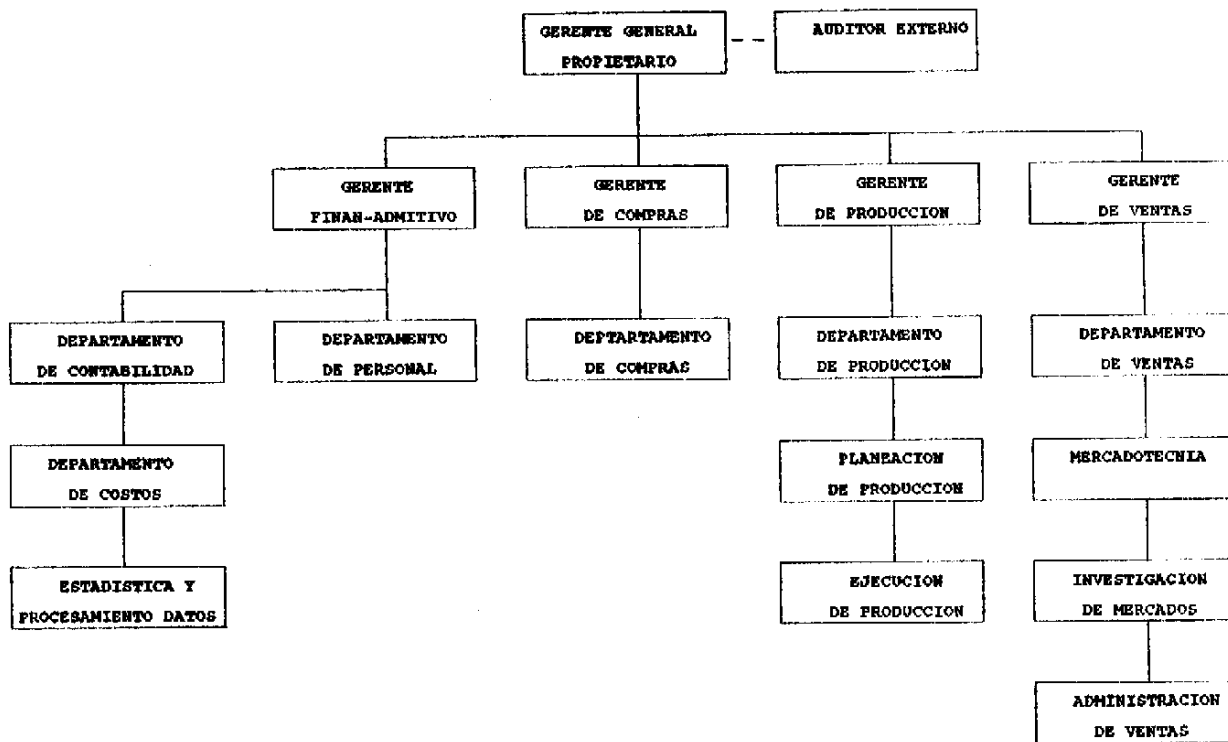 GERENTE GENERAL
PROPIETARIO
AUDITOR EXTERNO
GERENTE
FINAN-ADMITIVO
GERENTE
DE COMPRAS
GERENTE
DE PRODUCCION
GERENTE
DE VENTAS
DEPARTAMENTO
DE CONTABILIDAD
DEPARTAMENTO
DE PERSONAL
DEPTARTAMENTO
DE COMPRAS
DEPARTAMENTO
DE PRODUCCION
DEPARTAMENTO
DE VENTAS
DEPARTAMENTO
DE COSTOS
PLANEACION
DE PRODUCCION
MERCADOTECNIA
ESTADISTICA Y
PROCESAMIENTO DATOS
EJECUCION
DE PRODUCCION
INVESTIGACION
DE MERCADOS
ADMINISTRACION
DE VENTAS